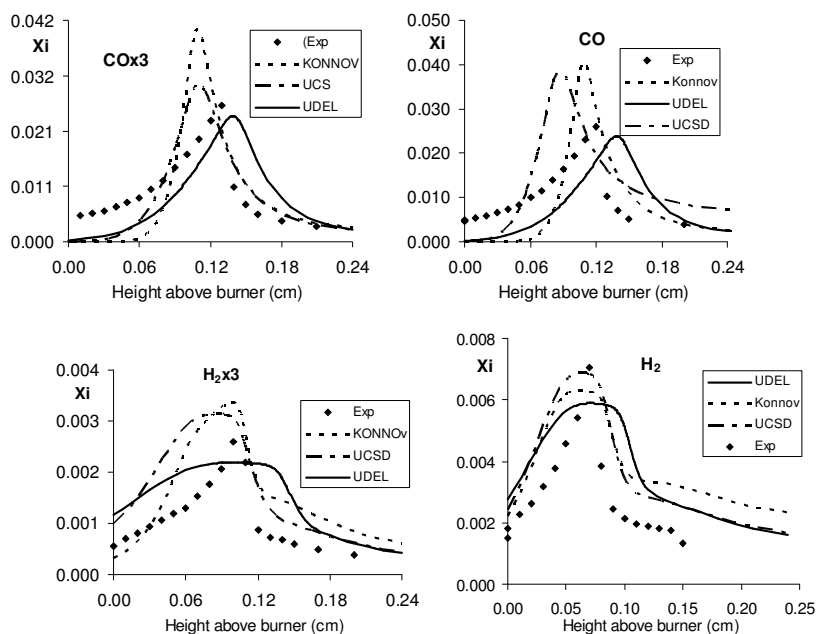 0.042
Xi
COx3
(Exp
KONNOV
UCS
UDEL
0.032
0.021
0.011
0.000
0.00
0.06
0.12
0.18
0.24
Height above burner (cm)
0.050
Xi
CO
Exp
Konnov
UDEL
UCSD
0.040
0.030
0.020
0.010
0.000
0.00
0.06
0.12
0.18
0.24
Height above burner (cm)
0.004
Xi
H₂x3
Exp
KONNOv
UCSD
UDEL
0.003
0.002
0.001
0.000
0.00
0.06
0.12
0.18
0.24
Height above burner (cm)
0.008
Xi
H₂
UDEL
Konnov
UCSD
Exp
0.006
0.004
0.002
0.000
0.00
0.05
0.10
0.15
0.20
0.25
Height above burner (cm)